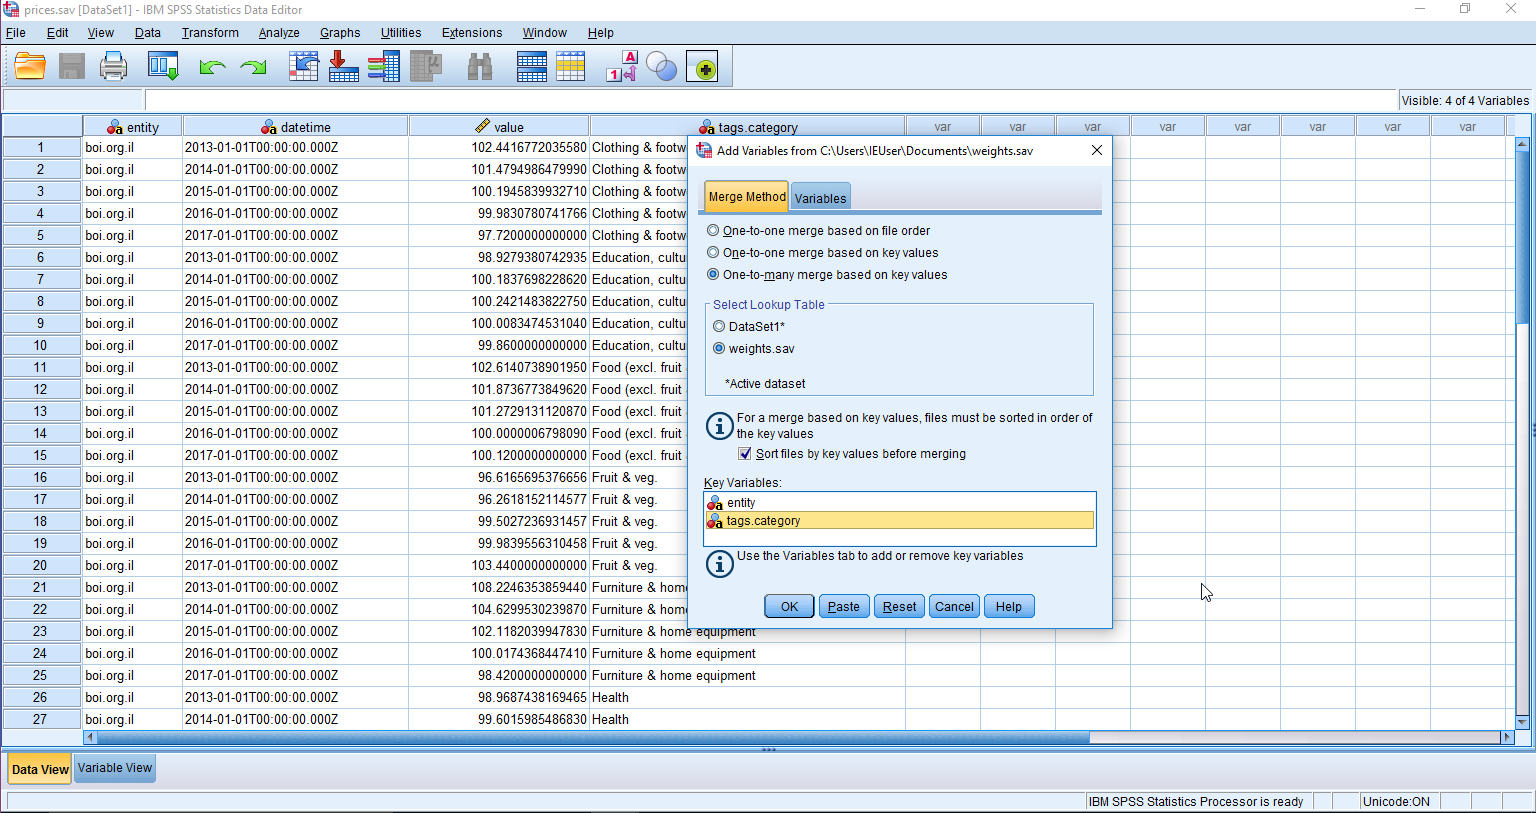 prices.sav [DataSet1] - IBM SPSS Statistics Data Editor
File Edit View Data Transform Analyze Graphs Utilities Extensions Window Help
Visible: 4 of 4 Variables
entity datetime value tags.category var var var var var var var var
1 boi.org.il 2013-01-01T00:00:00.000Z 102.4416772035580 Clothing & footw
2 boi.org.il 2014-01-01T00:00:00.000Z 101.4794986479990 Clothing & footw
3 boi.org.il 2015-01-01T00:00:00.000Z 100.1945839932710 Clothing & footw
4 boi.org.il 2016-01-01T00:00:00.000Z 99.9830780741766 Clothing & footw
5 boi.org.il 2017-01-01T00:00:00.000Z 97.7200000000000 Clothing & footw
6 boi.org.il 2013-01-01T00:00:00.000Z 98.9279380742935 Education, cultu
7 boi.org.il 2014-01-01T00:00:00.000Z 100.1837698228620 Education, cultu
8 boi.org.il 2015-01-01T00:00:00.000Z 100.2421483822750 Education, cultu
9 boi.org.il 2016-01-01T00:00:00.000Z 100.0083474531040 Education, cultu
10 boi.org.il 2017-01-01T00:00:00.000Z 99.8600000000000 Education, cultu
11 boi.org.il 2013-01-01T00:00:00.000Z 102.6140738901950 Food (excl. fruit
12 boi.org.il 2014-01-01T00:00:00.000Z 101.8736773849620 Food (excl. fruit
13 boi.org.il 2015-01-01T00:00:00.000Z 101.2729131120870 Food (excl. fruit
14 boi.org.il 2016-01-01T00:00:00.000Z 100.0000006798090 Food (excl. fruit
15 boi.org.il 2017-01-01T00:00:00.000Z 100.1200000000000 Food (excl. fruit
16 boi.org.il 2013-01-01T00:00:00.000Z 96.6165695376656 Fruit & veg.
17 boi.org.il 2014-01-01T00:00:00.000Z 96.2618152114577 Fruit & veg.
18 boi.org.il 2015-01-01T00:00:00.000Z 99.5027236931457 Fruit & veg.
19 boi.org.il 2016-01-01T00:00:00.000Z 99.9839556310458 Fruit & veg.
20 boi.org.il 2017-01-01T00:00:00.000Z 103.4400000000000 Fruit & veg.
21 boi.org.il 2013-01-01T00:00:00.000Z 108.2246353859440 Furniture & home
22 boi.org.il 2014-01-01T00:00:00.000Z 104.6299530239870 Furniture & home
23 boi.org.il 2015-01-01T00:00:00.000Z 102.1182039947830 Furniture & home equipment
24 boi.org.il 2016-01-01T00:00:00.000Z 100.0174368447410 Furniture & home equipment
25 boi.org.il 2017-01-01T00:00:00.000Z 98.4200000000000 Furniture & home equipment
26 boi.org.il 2013-01-01T00:00:00.000Z 98.9687438169465 Health
27 boi.org.il 2014-01-01T00:00:00.000Z 99.6015985486830 Health
Add Variables from C:\Users\IEUser\Documents\weights.sav
Merge Method Variables
One-to-one merge based on file order
One-to-one merge based on key values
One-to-many merge based on key values
Select Lookup Table
DataSet1*
weights.sav
*Active dataset
For a merge based on key values, files must be sorted in order of
the key values
Sort files by key values before merging
Key Variables:
entity
tags.category
Use the Variables tab to add or remove key variables
OK Paste Reset Cancel Help
Data View Variable View
IBM SPSS Statistics Processor is ready Unicode:ON